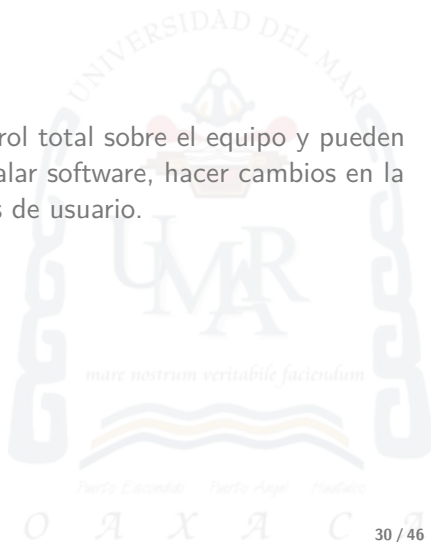 UNIVERSIDAD DEL MAR
rol total sobre el equipo y pueden
alar software, hacer cambios en la
s de usuario.
UMAR
mare nostrum veritabile faciendum
Puerto Escondido Puerto Angel Huatulco
O A X A C A
30 / 46